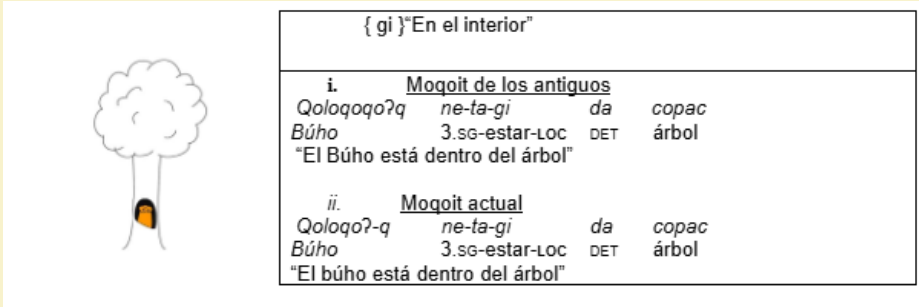 { gi }“En el interior”
i. Moqoit de los antiguos
Qoloqoqoʔq ne-ta-gi da copac
Búho 3.SG-estar-LOC DET árbol
“El Búho está dentro del árbol”
ii. Moqoit actual
Qoloqoʔ-q ne-ta-gi da copac
Búho 3.SG-estar-LOC DET árbol
“El búho está dentro del árbol”